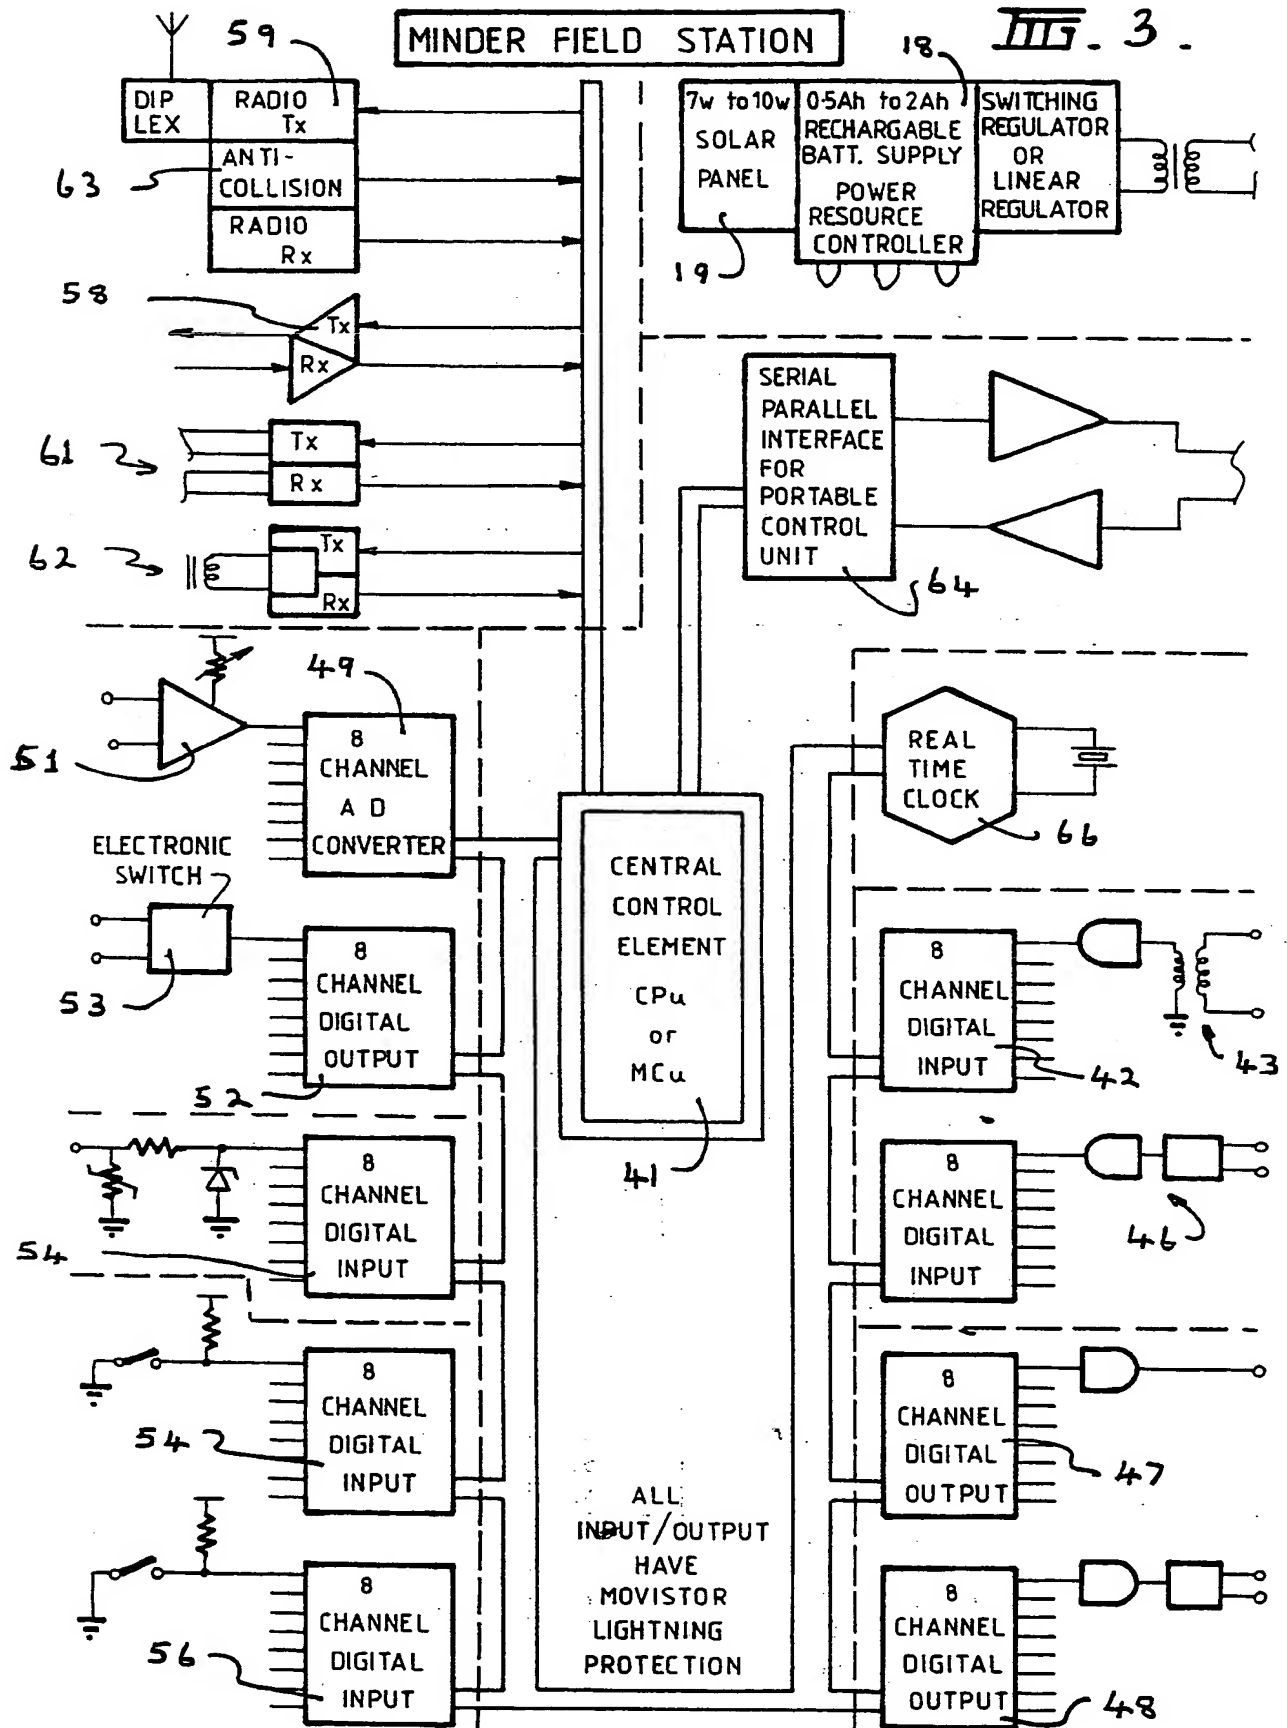 MINDER FIELD STATION
FIG. 3.
59
DIP
LEX
RADIO
Tx
ANTI-
COLLISION
RADIO
Rx
63
18
7w to 10w
SOLAR
PANEL
0·5Ah to 2Ah
RECHARGABLE
BATT. SUPPLY
POWER
RESOURCE
CONTROLLER
SWITCHING
REGULATOR
OR
LINEAR
REGULATOR
19
58
Tx
Rx
61
Tx
Rx
62
Tx
Rx
SERIAL
PARALLEL
INTERFACE
FOR
PORTABLE
CONTROL
UNIT
64
49
51
8
CHANNEL
A D
CONVERTER
ELECTRONIC
SWITCH
53
8
CHANNEL
DIGITAL
OUTPUT
52
CENTRAL
CONTROL
ELEMENT
CPu
or
MCu
41
REAL
TIME
CLOCK
66
8
CHANNEL
DIGITAL
INPUT
42
43
8
CHANNEL
DIGITAL
INPUT
54
8
CHANNEL
DIGITAL
INPUT
46
8
CHANNEL
DIGITAL
INPUT
54
8
CHANNEL
DIGITAL
OUTPUT
47
8
CHANNEL
DIGITAL
INPUT
56
ALL
INPUT/OUTPUT
HAVE
MOVISTOR
LIGHTNING
PROTECTION
8
CHANNEL
DIGITAL
OUTPUT
48